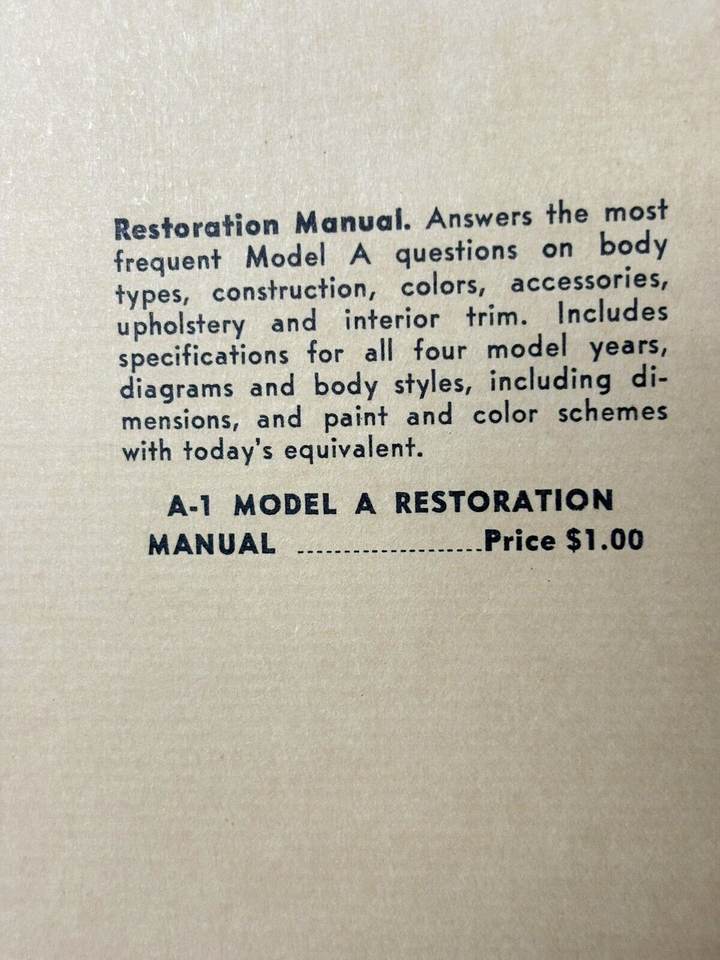 Restoration Manual. Answers the most
frequent Model A questions on body
types, construction, colors, accessories,
upholstery and interior trim. Includes
specifications for all four model years,
diagrams and body styles, including di-
mensions, and paint and color schemes
with today's equivalent.
A-1 MODEL A RESTORATION
MANUAL ....................Price $1.00